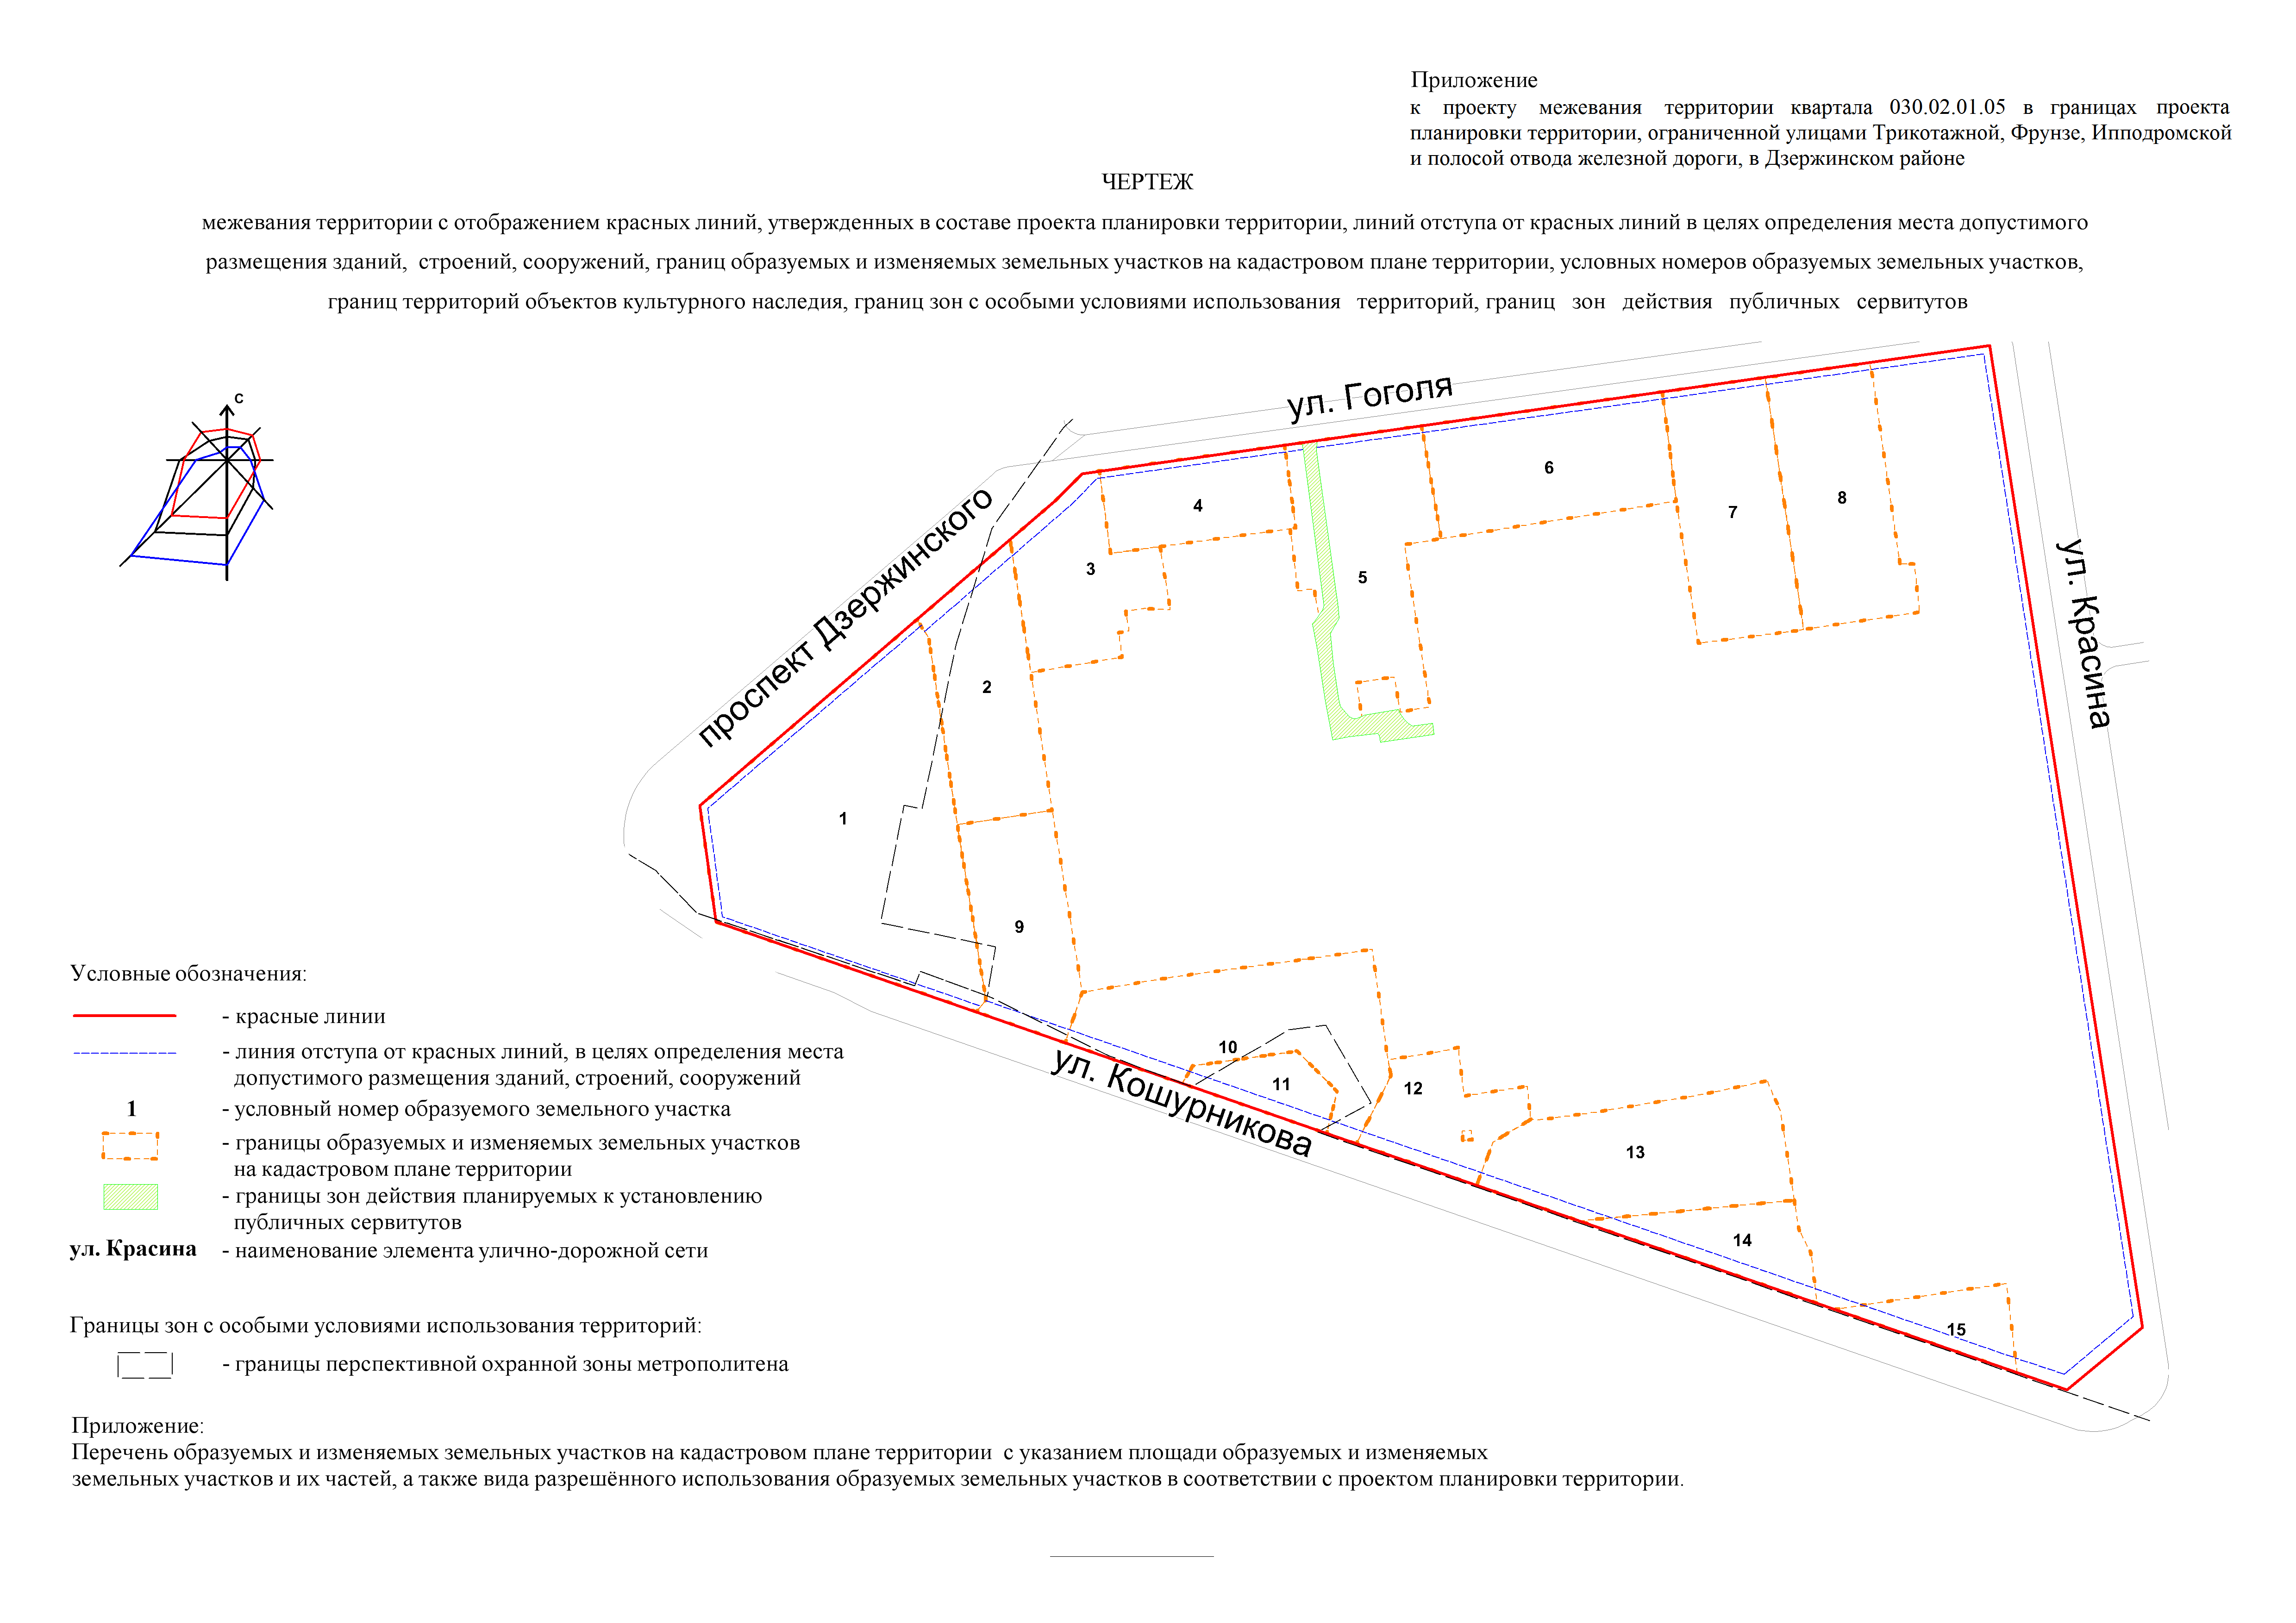 Приложение
к проекту межевания территории квартала 030.02.01.05 в границах проекта
планировки территории, ограниченной улицами Трикотажной, Фрунзе, Ипподромской
и полосой отвода железной дороги, в Дзержинском районе
ЧЕРТЕЖ
межевания территории с отображением красных линий, утвержденных в составе проекта планировки территории, линий отступа от красных линий в целях определения места допустимого
размещения зданий, строений, сооружений, границ образуемых и изменяемых земельных участков на кадастровом плане территории, условных номеров образуемых земельных участков,
границ территорий объектов культурного наследия, границ зон с особыми условиями использования территорий, границ зон действия публичных сервитутов
С
ул. Гоголя
проспект Дзержинского
ул. Красина
ул. Кошурникова
1
2
3
4
5
6
7
8
9
10
11
12
13
14
15
Условные обозначения:
- красные линии
- линия отступа от красных линий, в целях определения места
допустимого размещения зданий, строений, сооружений
1 - условный номер образуемого земельного участка
- границы образуемых и изменяемых земельных участков
на кадастровом плане территории
- границы зон действия планируемых к установлению
публичных сервитутов
ул. Красина - наименование элемента улично-дорожной сети
Границы зон с особыми условиями использования территорий:
- границы перспективной охранной зоны метрополитена
Приложение:
Перечень образуемых и изменяемых земельных участков на кадастровом плане территории с указанием площади образуемых и изменяемых
земельных участков и их частей, а также вида разрешённого использования образуемых земельных участков в соответствии с проектом планировки территории.